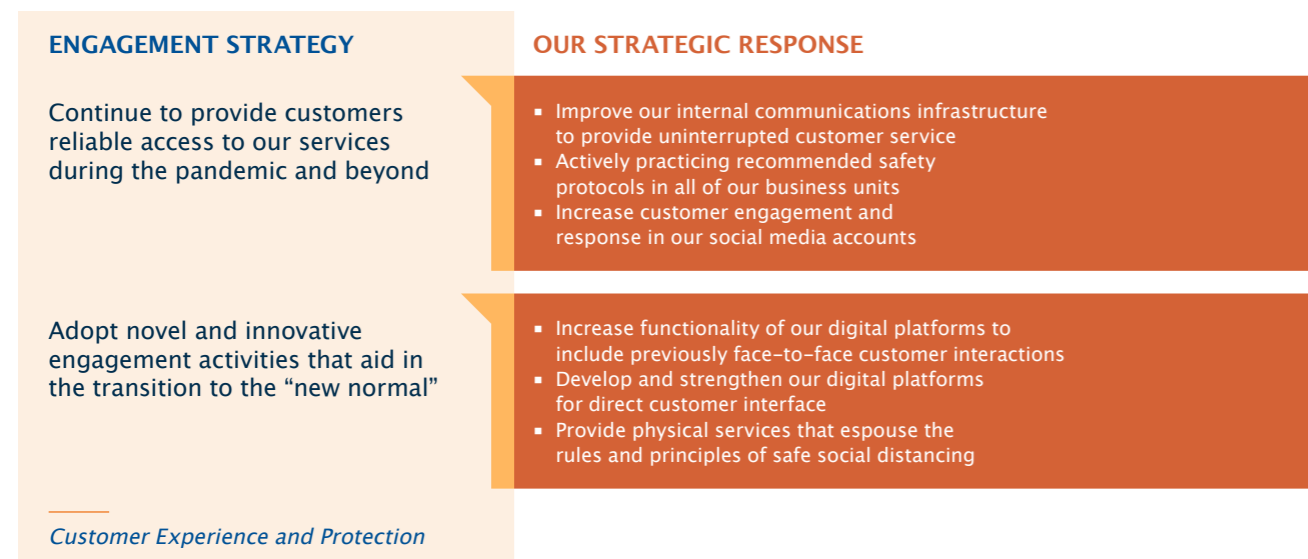 ENGAGEMENT STRATEGY
OUR STRATEGIC RESPONSE
Continue to provide customers
reliable access to our services
during the pandemic and beyond
▪ Improve our internal communications infrastructure
to provide uninterrupted customer service
▪ Actively practicing recommended safety
protocols in all of our business units
▪ Increase customer engagement and
response in our social media accounts
Adopt novel and innovative
engagement activities that aid in
the transition to the “new normal”
▪ Increase functionality of our digital platforms to
include previously face-to-face customer interactions
▪ Develop and strengthen our digital platforms
for direct customer interface
▪ Provide physical services that espouse the
rules and principles of safe social distancing
Customer Experience and Protection